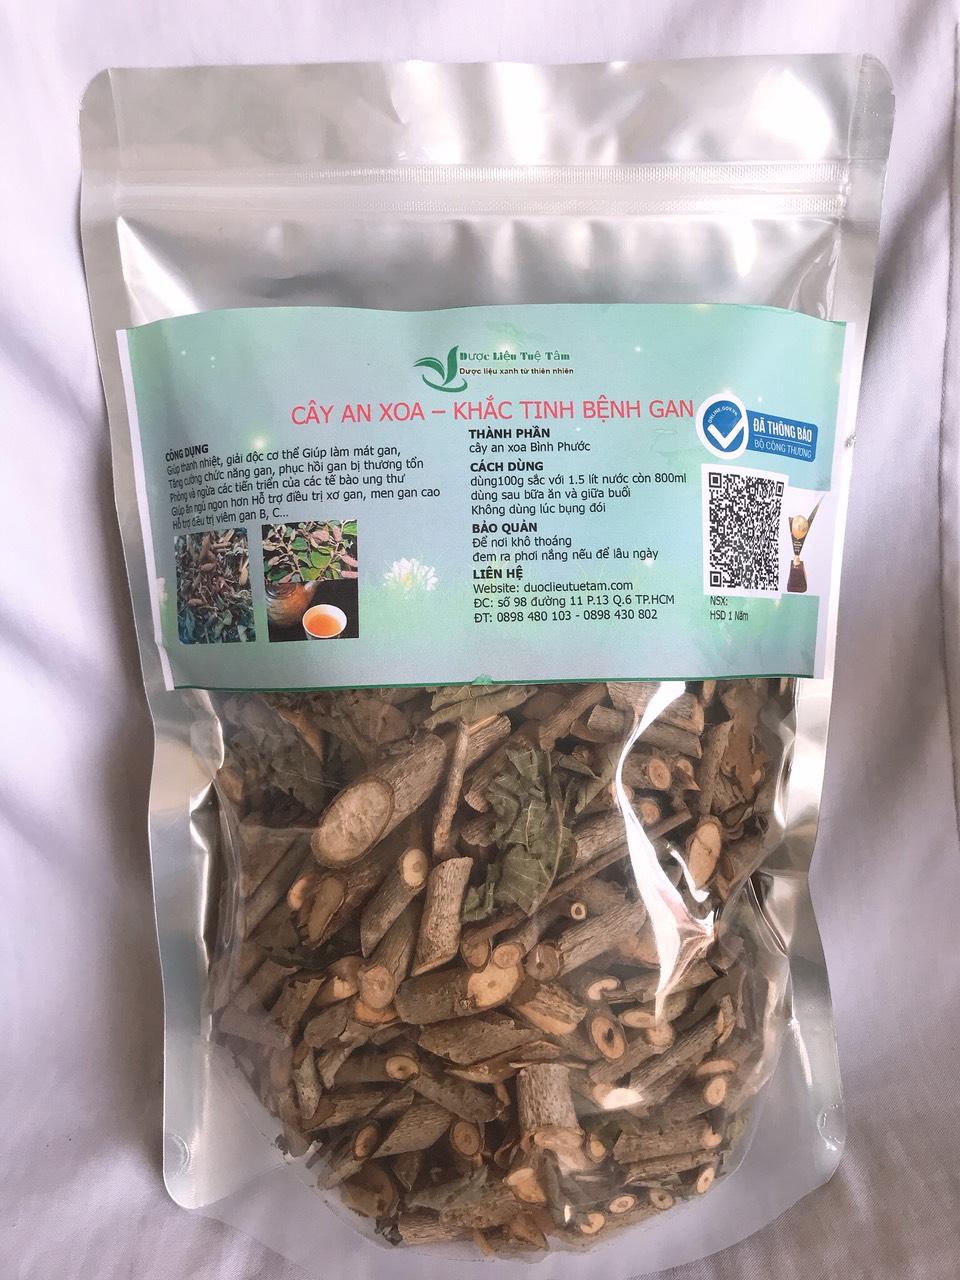 Dược Liệu Tuệ Tâm
Dược liệu xanh từ thiên nhiên
CÂY AN XOA – KHẮC TINH BỆNH GAN
CÔNG DỤNG
Giúp thanh nhiệt, giải độc cơ thể Giúp làm mát gan,
Tăng cường chức năng gan, phục hồi gan bị thương tổn
Phòng và ngừa các tiến triển của các tế bào ung thư
Giúp ăn ngủ ngon hơn Hỗ trợ điều trị xơ gan, men gan cao
Hỗ trợ điều trị viêm gan B, C...
THÀNH PHẦN
cây an xoa Bình Phước
CÁCH DÙNG
dùng100g sắc với 1.5 lít nước còn 800ml
dùng sau bữa ăn và giữa buổi
Không dùng lúc bụng đói
BẢO QUẢN
Để nơi khô thoáng
đem ra phơi nắng nếu để lâu ngày
LIÊN HỆ
Website: duoclieutuetam.com
ĐC: số 98 đường 11 P.13 Q.6 TP.HCM
ĐT: 0898 480 103 - 0898 430 802
ONLINE.GOV.VN
ĐÃ THÔNG BÁO
BỘ CÔNG THƯƠNG
NSX:
HSD 1 Năm